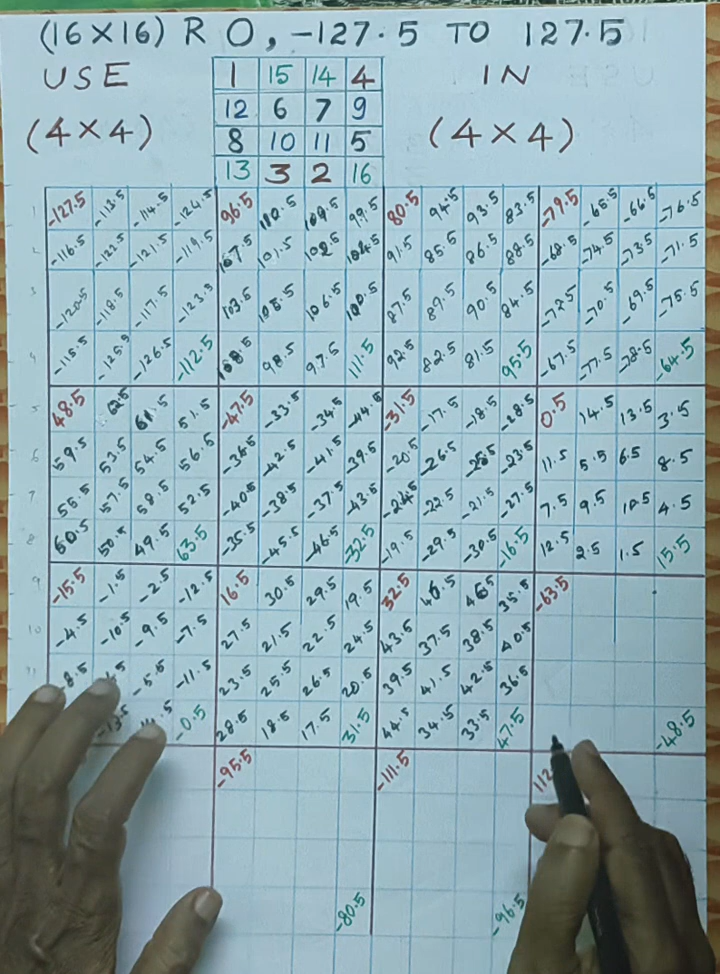 (16×16) R O, -127.5 TO 127.5
USE 1 15 14 4 IN
12 6 7 9
(4×4) 8 10 11 5 (4×4)
13 3 2 16
1 -127.5 -113.5 -114.5 -124.5 96.5 110.5 109.5 99.5 80.5 94.5 93.5 83.5 -79.5 -65.5 -66.5 -76.5
2 -116.5 -122.5 -121.5 -119.5 107.5 101.5 102.5 104.5 91.5 85.5 86.5 88.5 -68.5 -74.5 -73.5 -71.5
3 -120.5 -118.5 -117.5 -123.5 103.5 105.5 106.5 100.5 87.5 89.5 90.5 84.5 -72.5 -70.5 -69.5 -75.5
4 -115.5 -125.5 -126.5 -112.5 108.5 98.5 97.5 111.5 92.5 82.5 81.5 95.5 -67.5 -77.5 -78.5 -64.5
5 48.5 62.5 61.5 51.5 -47.5 -33.5 -34.5 -44.5 -31.5 -17.5 -18.5 -28.5 0.5 14.5 13.5 3.5
6 59.5 53.5 54.5 56.5 -36.5 -42.5 -41.5 -39.5 -20.5 -26.5 -25.5 -23.5 11.5 5.5 6.5 8.5
7 55.5 57.5 58.5 52.5 -40.5 -38.5 -37.5 -43.5 -24.5 -22.5 -21.5 -27.5 7.5 9.5 10.5 4.5
8 60.5 50.5 49.5 63.5 -35.5 -45.5 -46.5 -32.5 -19.5 -29.5 -30.5 -16.5 12.5 2.5 1.5 15.5
9 -15.5 -1.5 -2.5 -12.5 16.5 30.5 29.5 19.5 32.5 46.5 45.5 35.5 -63.5
10 -4.5 -10.5 -9.5 -7.5 27.5 21.5 22.5 24.5 43.5 37.5 38.5 40.5
11 -8.5 -5.5 -11.5 23.5 25.5 26.5 20.5 39.5 41.5 42.5 36.5
-13.5 -0.5 28.5 18.5 17.5 31.5 44.5 34.5 33.5 47.5 -48.5
-95.5 -111.5 112
-80.5 -96.5